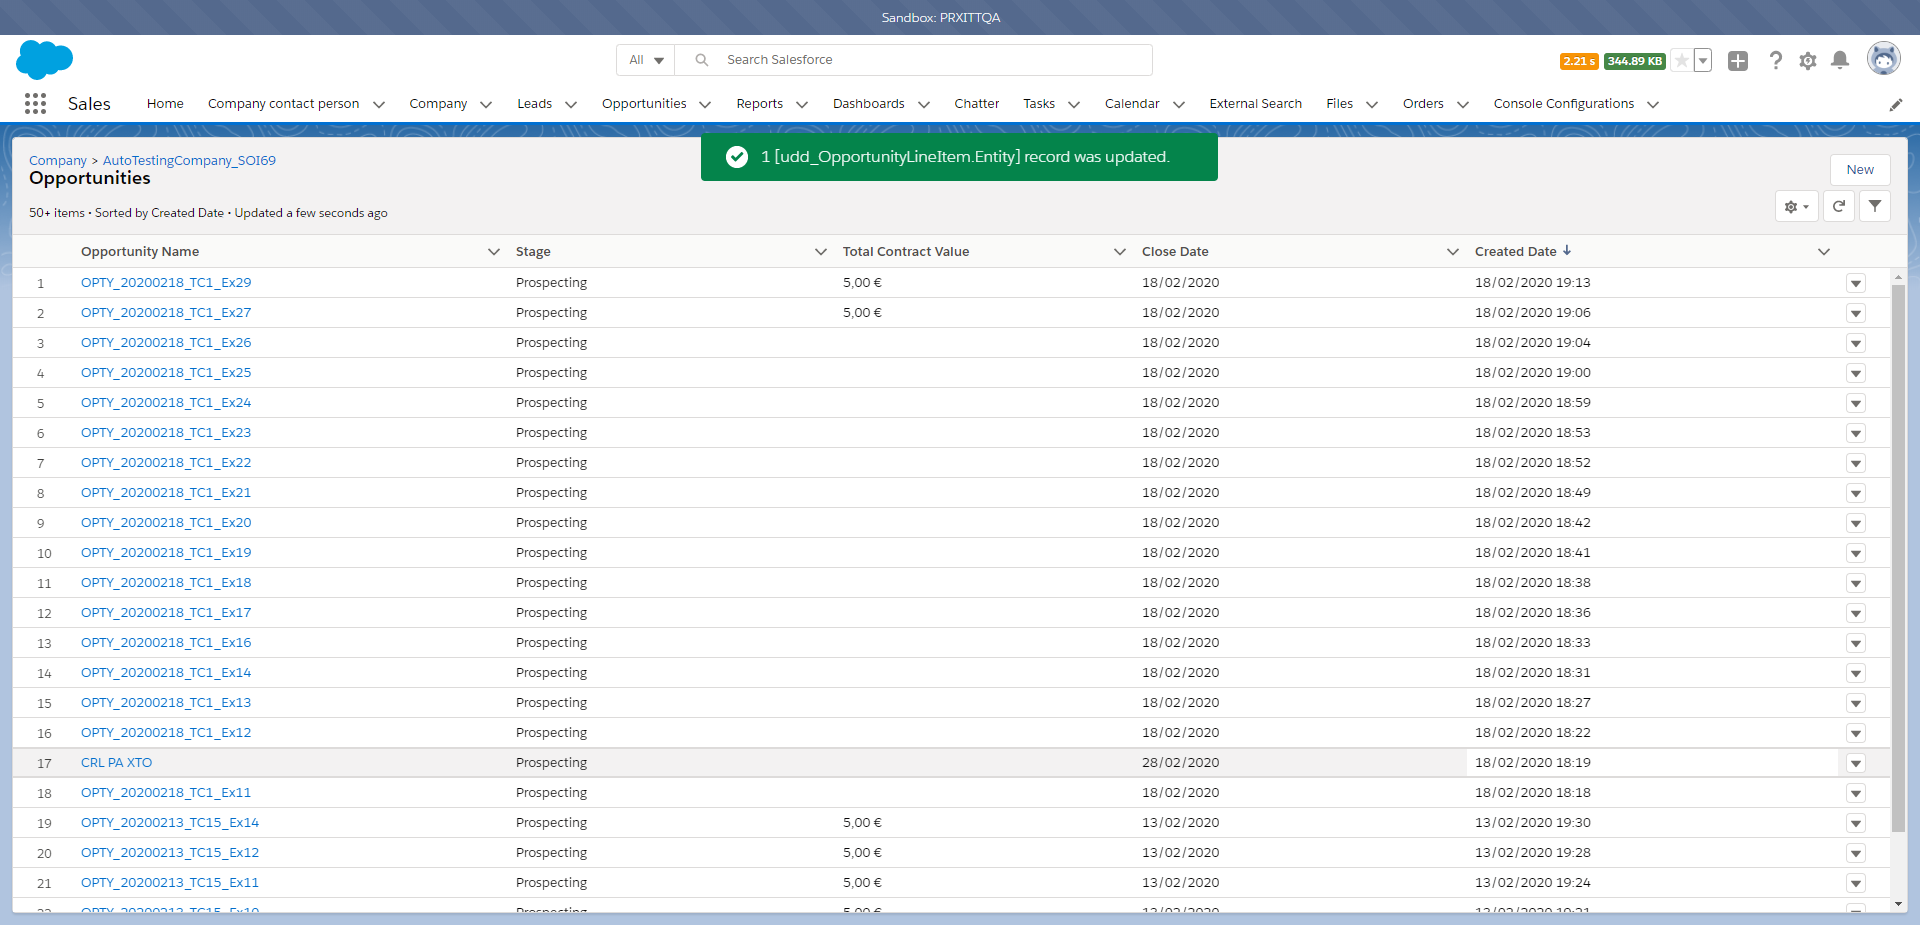 Sandbox: PRXITTQA
All Search Salesforce 2.21 s 344.89 KB
Sales Home Company contact person Company Leads Opportunities Reports Dashboards Chatter Tasks Calendar External Search Files Orders Console Configurations
1 [udd_OpportunityLineItem.Entity] record was updated.
Company > AutoTestingCompany_SOI69
Opportunities
New
50+ items • Sorted by Created Date • Updated a few seconds ago
Opportunity Name Stage Total Contract Value Close Date Created Date
1 OPTY_20200218_TC1_Ex29 Prospecting 5,00 € 18/02/2020 18/02/2020 19:13
2 OPTY_20200218_TC1_Ex27 Prospecting 5,00 € 18/02/2020 18/02/2020 19:06
3 OPTY_20200218_TC1_Ex26 Prospecting 18/02/2020 18/02/2020 19:04
4 OPTY_20200218_TC1_Ex25 Prospecting 18/02/2020 18/02/2020 19:00
5 OPTY_20200218_TC1_Ex24 Prospecting 18/02/2020 18/02/2020 18:59
6 OPTY_20200218_TC1_Ex23 Prospecting 18/02/2020 18/02/2020 18:53
7 OPTY_20200218_TC1_Ex22 Prospecting 18/02/2020 18/02/2020 18:52
8 OPTY_20200218_TC1_Ex21 Prospecting 18/02/2020 18/02/2020 18:49
9 OPTY_20200218_TC1_Ex20 Prospecting 18/02/2020 18/02/2020 18:42
10 OPTY_20200218_TC1_Ex19 Prospecting 18/02/2020 18/02/2020 18:41
11 OPTY_20200218_TC1_Ex18 Prospecting 18/02/2020 18/02/2020 18:38
12 OPTY_20200218_TC1_Ex17 Prospecting 18/02/2020 18/02/2020 18:36
13 OPTY_20200218_TC1_Ex16 Prospecting 18/02/2020 18/02/2020 18:33
14 OPTY_20200218_TC1_Ex14 Prospecting 18/02/2020 18/02/2020 18:31
15 OPTY_20200218_TC1_Ex13 Prospecting 18/02/2020 18/02/2020 18:27
16 OPTY_20200218_TC1_Ex12 Prospecting 18/02/2020 18/02/2020 18:22
17 CRL PA XTO Prospecting 28/02/2020 18/02/2020 18:19
18 OPTY_20200218_TC1_Ex11 Prospecting 18/02/2020 18/02/2020 18:18
19 OPTY_20200213_TC15_Ex14 Prospecting 5,00 € 13/02/2020 13/02/2020 19:30
20 OPTY_20200213_TC15_Ex12 Prospecting 5,00 € 13/02/2020 13/02/2020 19:28
21 OPTY_20200213_TC15_Ex11 Prospecting 5,00 € 13/02/2020 13/02/2020 19:24